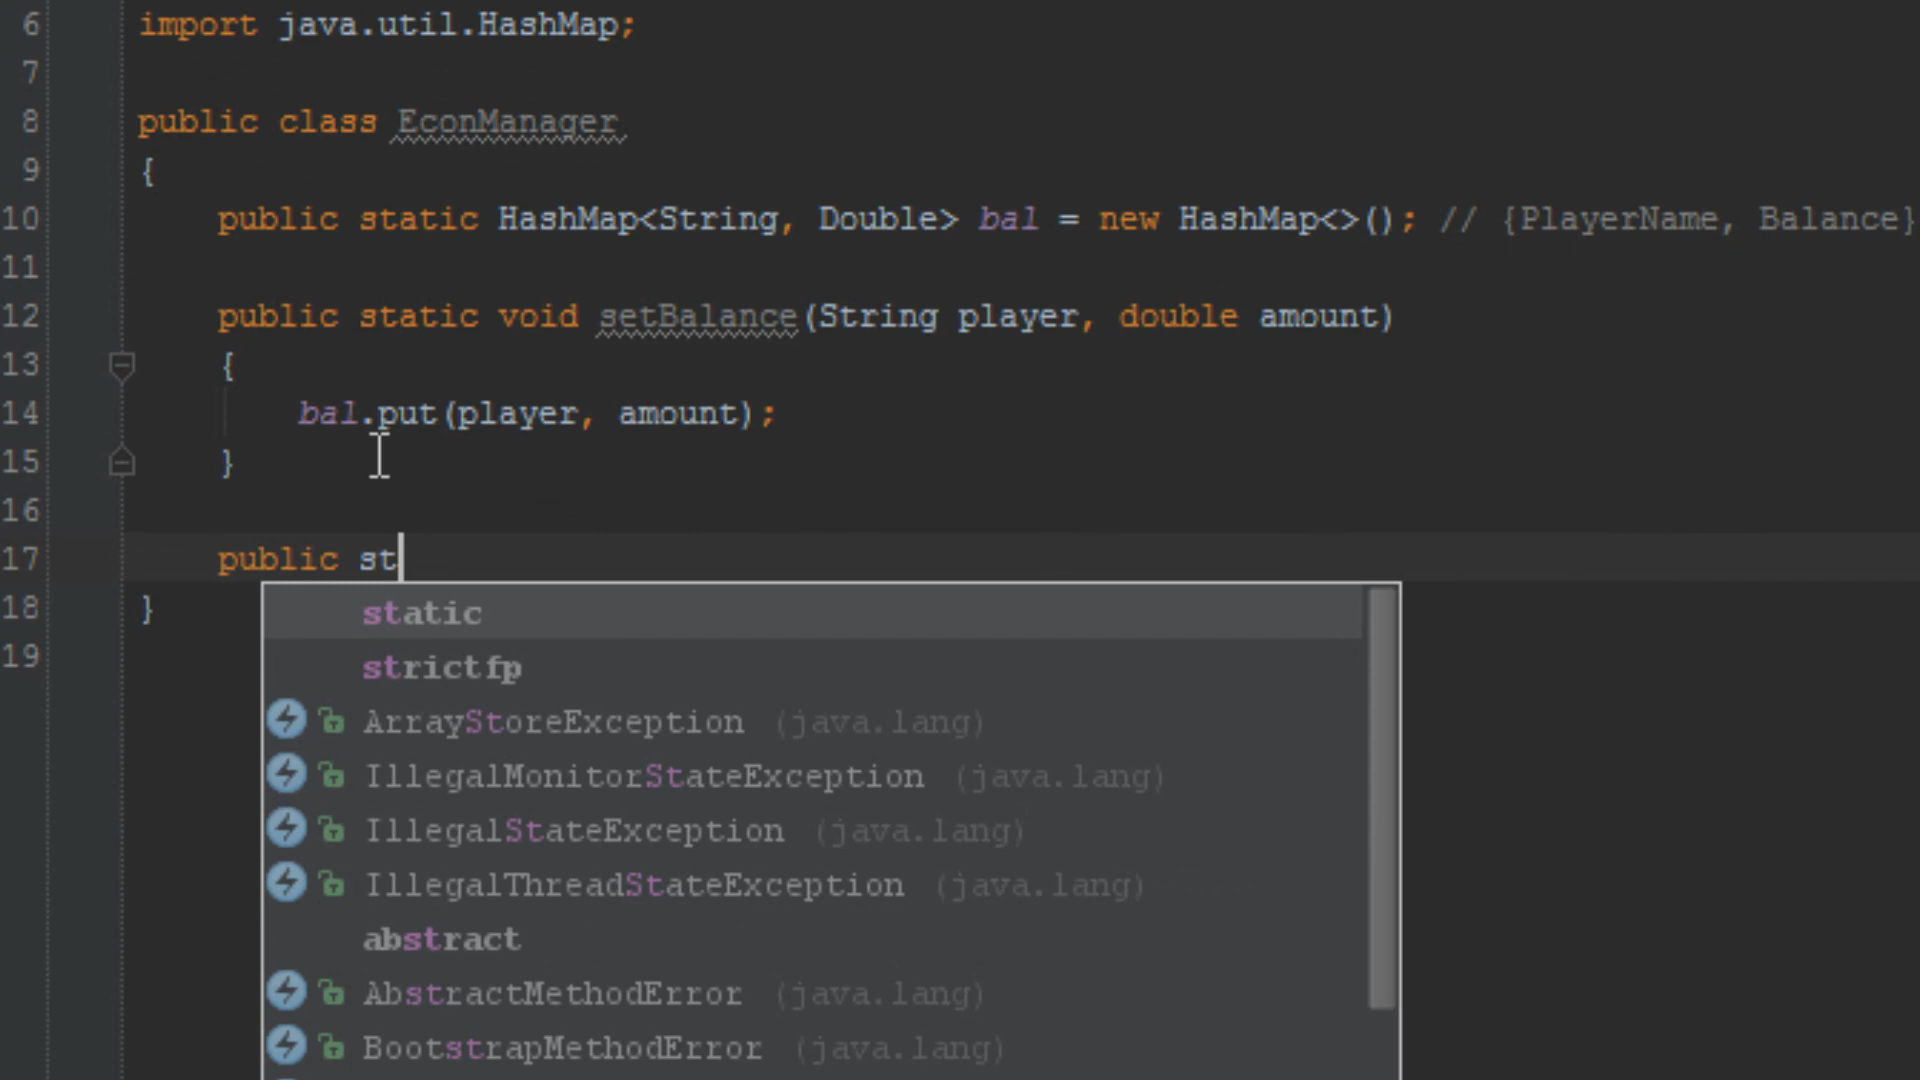 6 import java.util.HashMap;
7
8 public class EconManager
9 {
10 public static HashMap<String, Double> bal = new HashMap<>(); // {PlayerName, Balance}
11
12 public static void setBalance(String player, double amount)
13 {
14 bal.put(player, amount);
15 }
16
17 public st
18 }
19
static
strictfp
ArrayStoreException (java.lang)
IllegalMonitorStateException (java.lang)
IllegalStateException (java.lang)
IllegalThreadStateException (java.lang)
abstract
AbstractMethodError (java.lang)
BootstrapMethodError (java.lang)